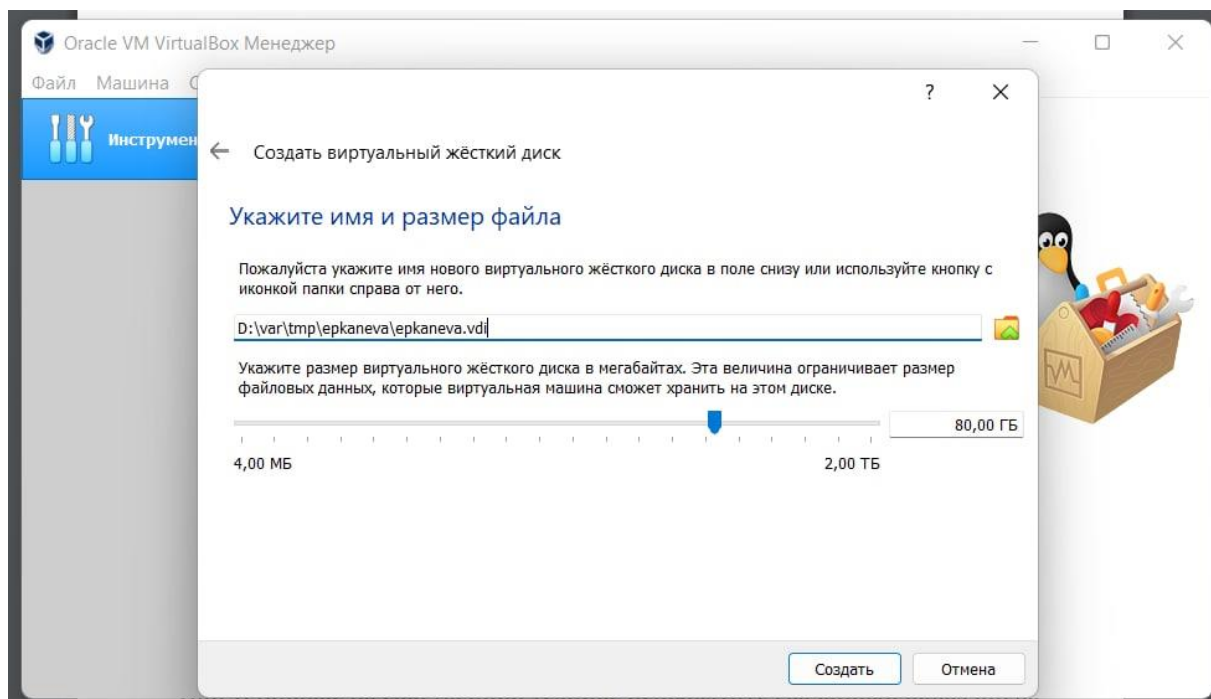 Oracle VM VirtualBox Менеджер
Файл Машина С
?
Инструмен
Создать виртуальный жёсткий диск
Укажите имя и размер файла
Пожалуйста укажите имя нового виртуального жёсткого диска в поле снизу или используйте кнопку с
иконкой папки справа от него.
D:\var\tmp\epkaneva\epkaneva.vdi
Укажите размер виртуального жёсткого диска в мегабайтах. Эта величина ограничивает размер
файловых данных, которые виртуальная машина сможет хранить на этом диске.
80,00 ГБ
4,00 МБ 2,00 ТБ
Создать Отмена